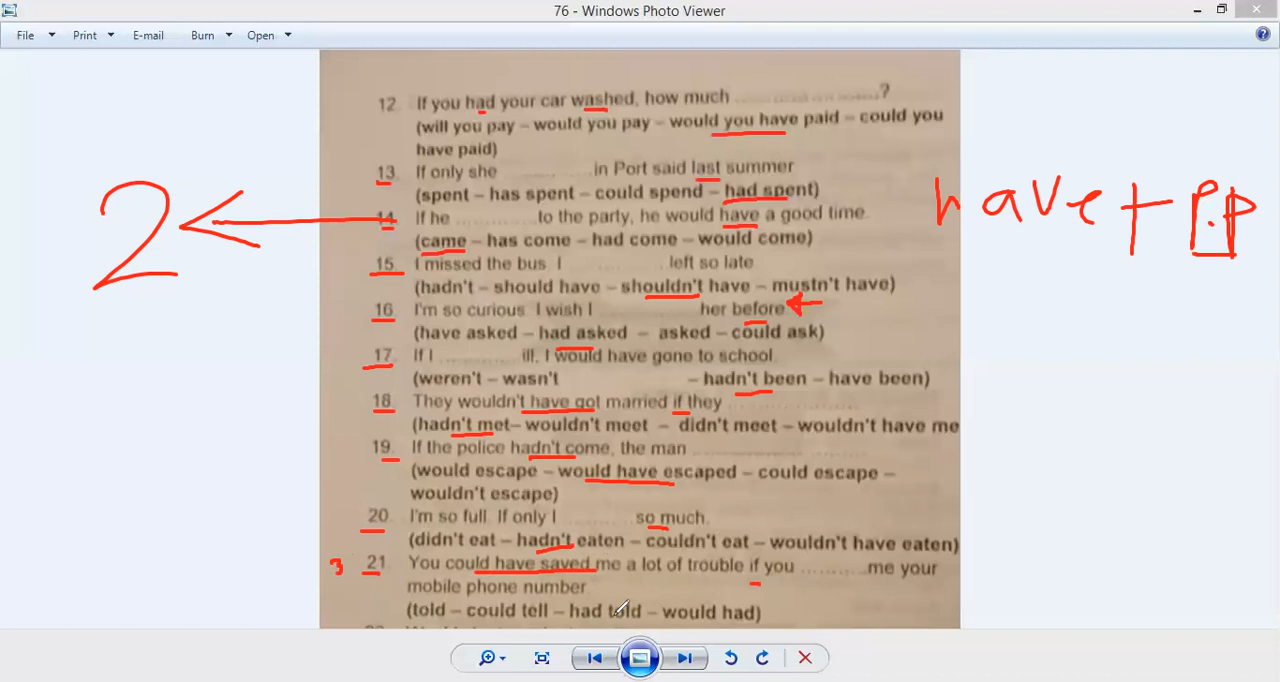 76 - Windows Photo Viewer
File Print E-mail Burn Open
12. If you had your car washed, how much ....................?
(will you pay – would you pay – would you have paid – could you
have paid)
13. If only she ............ in Port said last summer
(spent – has spent – could spend – had spent)
14. If he ............ to the party, he would have a good time.
(came – has come – had come – would come)
15. I missed the bus. I ............ left so late
(hadn't – should have – shouldn't have – mustn't have)
16. I'm so curious. I wish I ............ her before.
(have asked – had asked – asked – could ask)
17. If I ............ ill, I would have gone to school.
(weren't – wasn't – hadn't been – have been)
18. They wouldn't have got married if they ............
(hadn't met– wouldn't meet – didn't meet – wouldn't have me
19. If the police hadn't come, the man ............
(would escape – would have escaped – could escape –
wouldn't escape)
20. I'm so full. If only I ............ so much.
(didn't eat – hadn't eaten – couldn't eat – wouldn't have eaten)
3 21. You could have saved me a lot of trouble if you ............ me your
mobile phone number
(told – could tell – had told – would had)
2
have + p.p